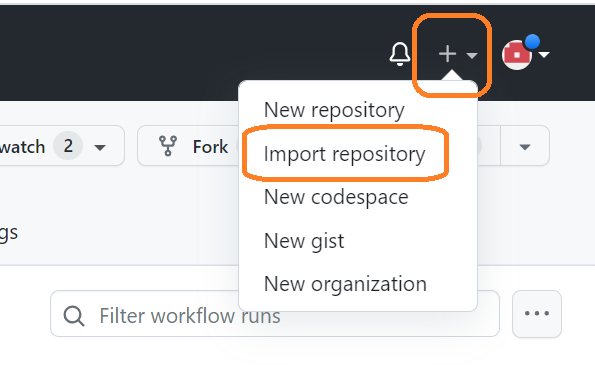 New repository
watch 2
Fork
Import repository
New codespace
gs
New gist
New organization
Filter workflow runs